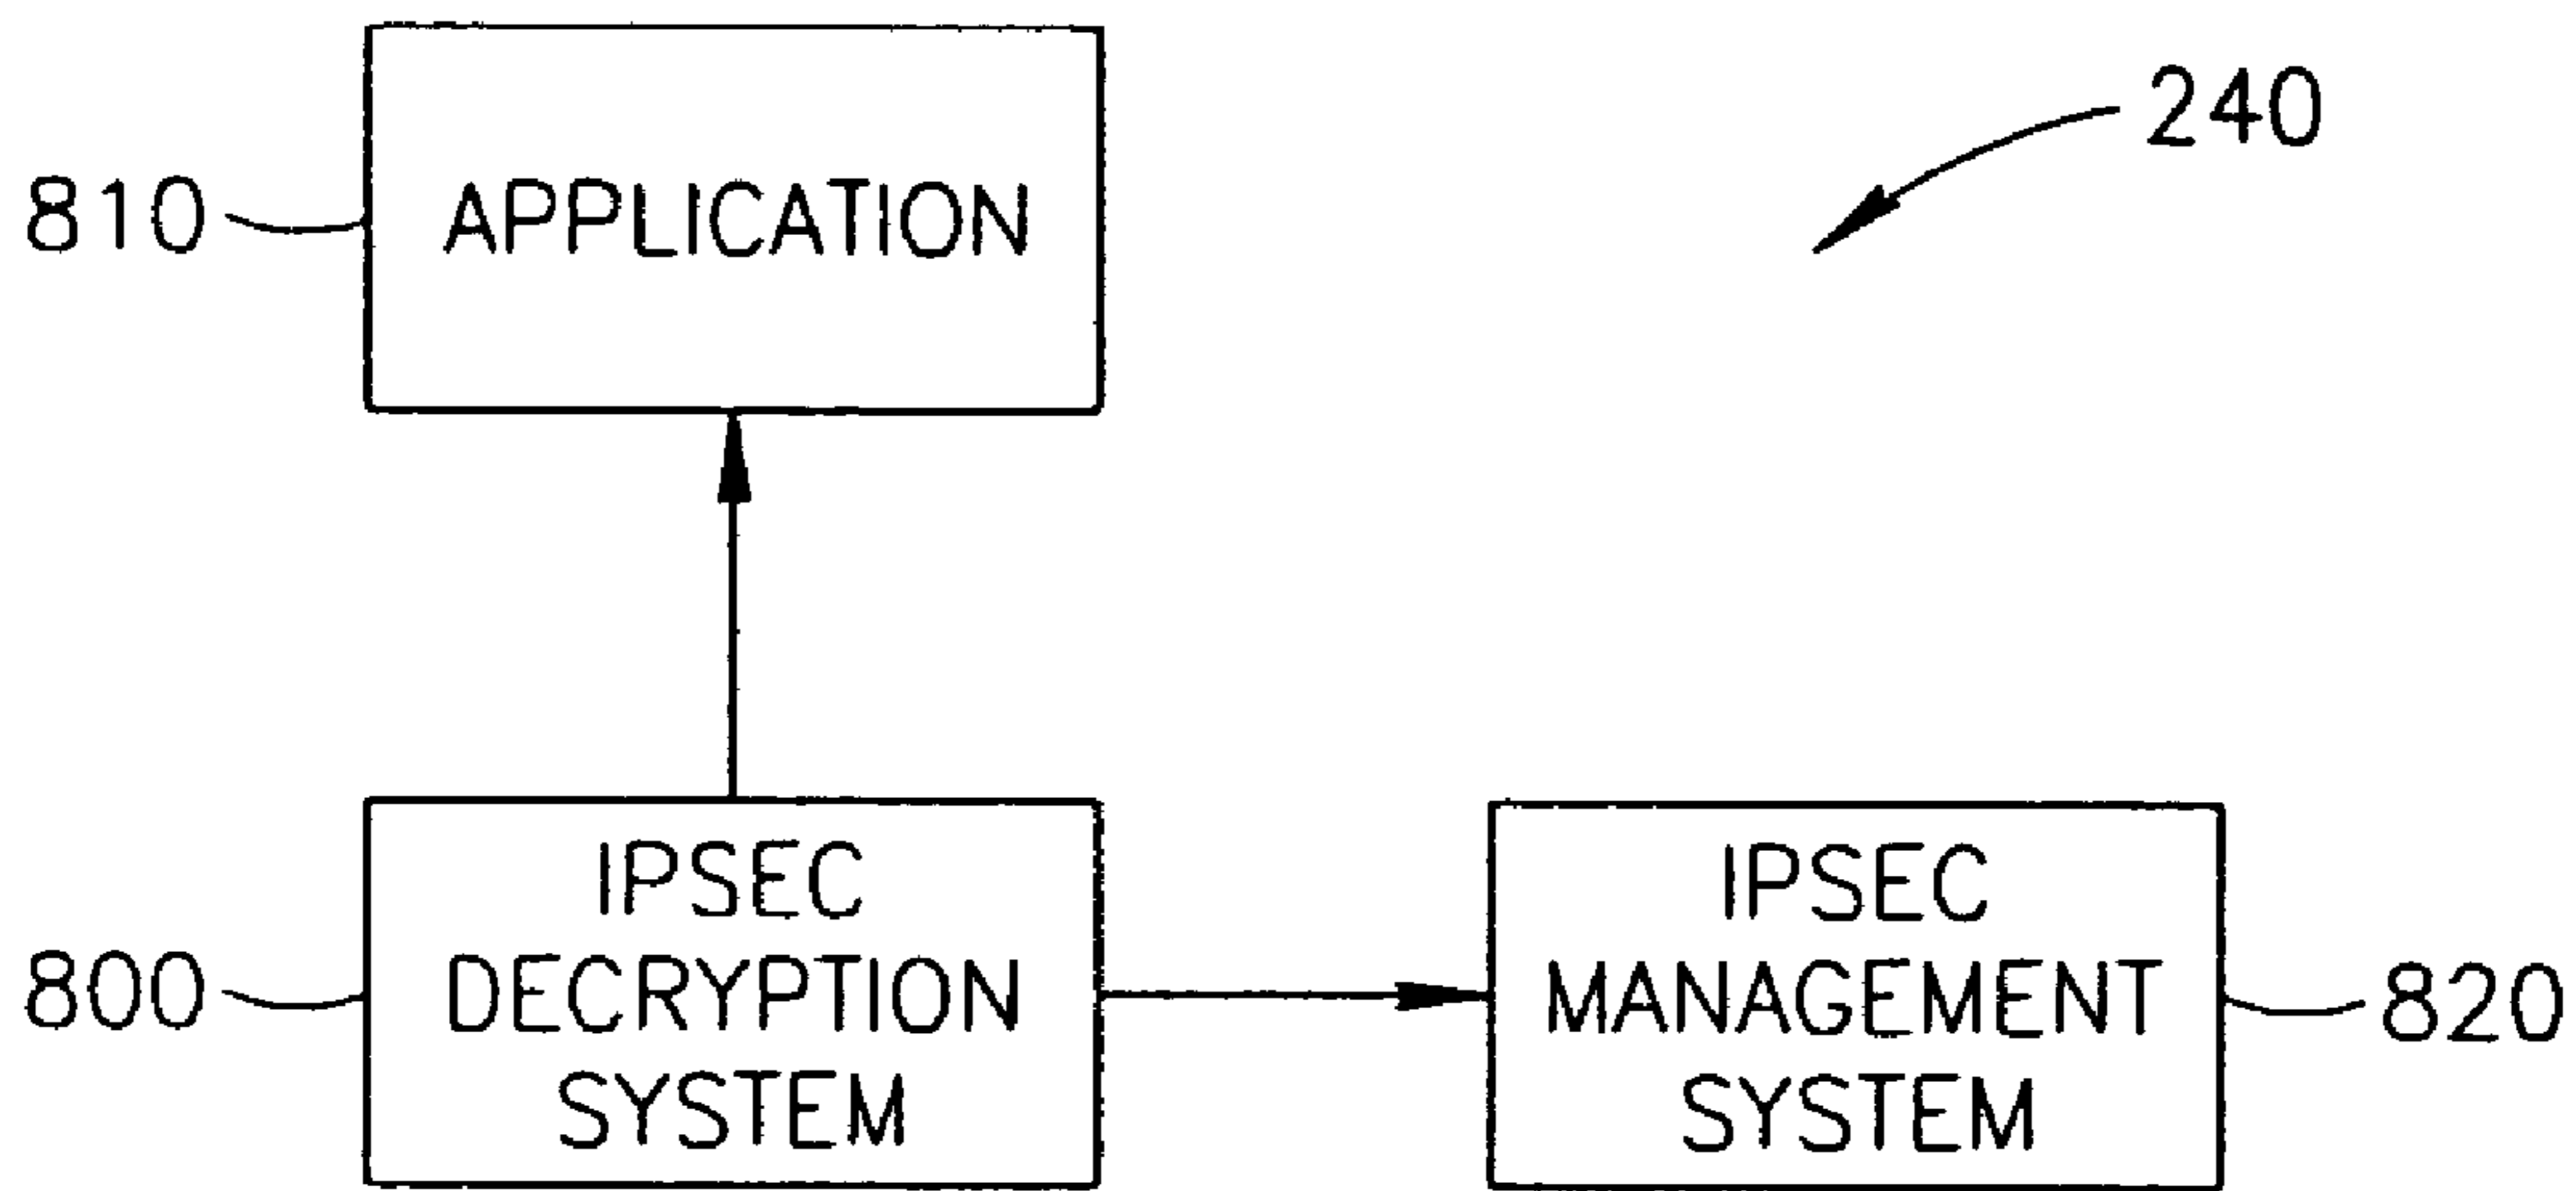 240
810
APPLICATION
800
IPSEC
DECRYPTION
SYSTEM
IPSEC
MANAGEMENT
SYSTEM
820